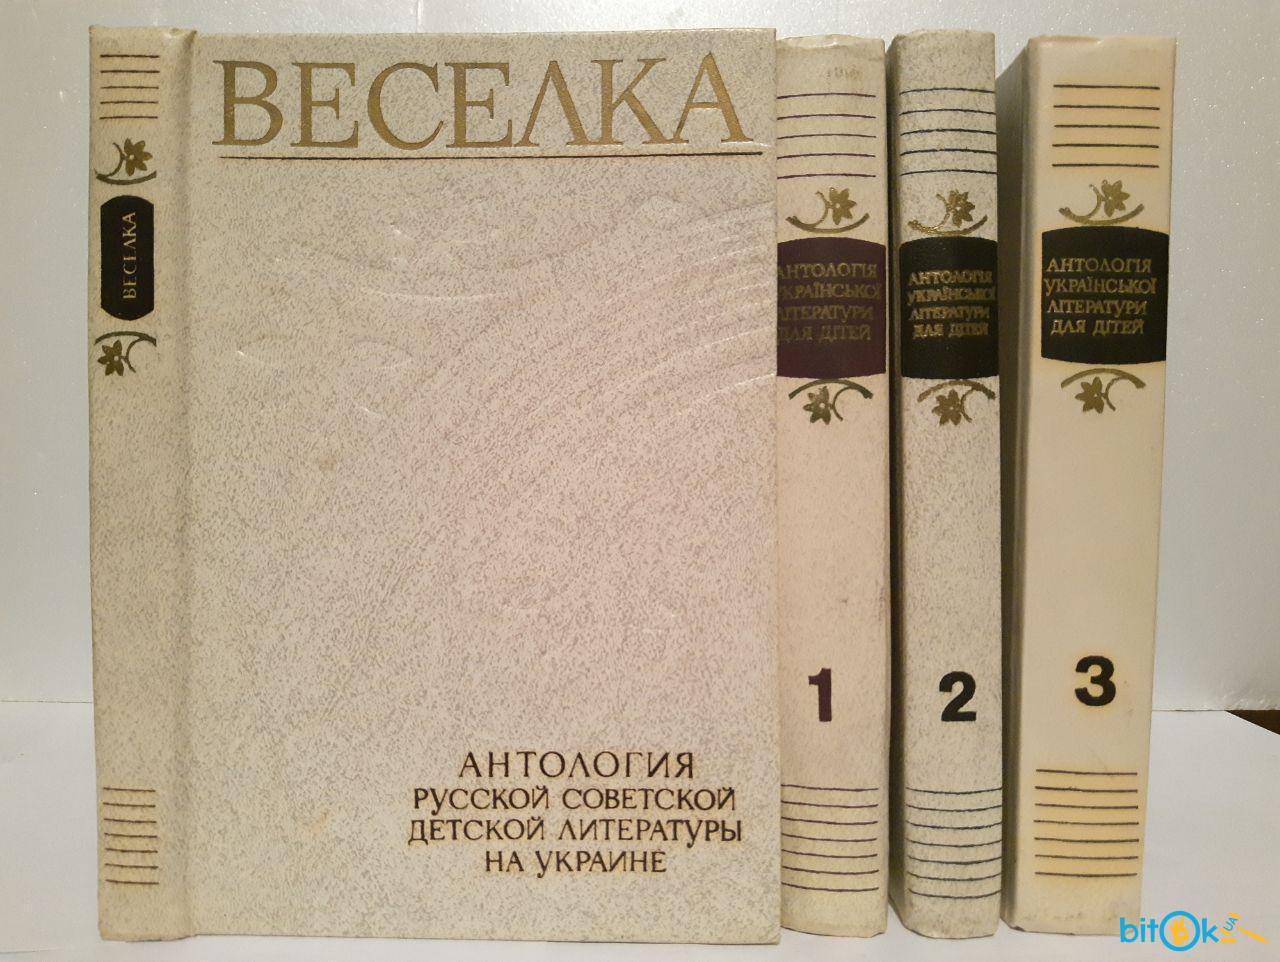 ВЕСЕЛКА
ВЕСЕЛКА
АНТОЛОГИЯ
РУССКОЙ СОВЕТСКОЙ
ДЕТСКОЙ ЛИТЕРАТУРЫ
НА УКРАИНЕ
АНТОЛОГІЯ
УКРАЇНСЬКОЇ
ЛІТЕРАТУРИ
ДЛЯ ДІТЕЙ
1
АНТОЛОГІЯ
УКРАЇНСЬКОЇ
ЛІТЕРАТУРИ
ДЛЯ ДІТЕЙ
2
АНТОЛОГІЯ
УКРАЇНСЬКОЇ
ЛІТЕРАТУРИ
ДЛЯ ДІТЕЙ
3
bitOk UA